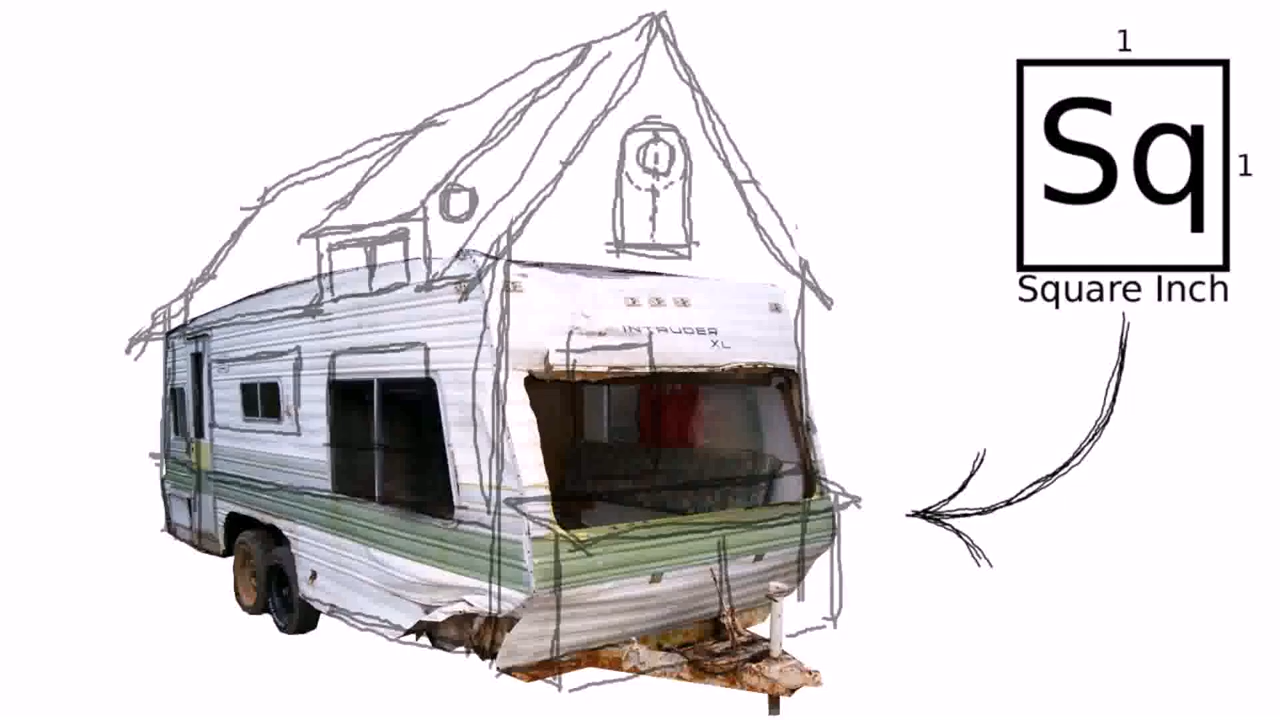 1
Sq
1
Square Inch
INTRUDER
XL